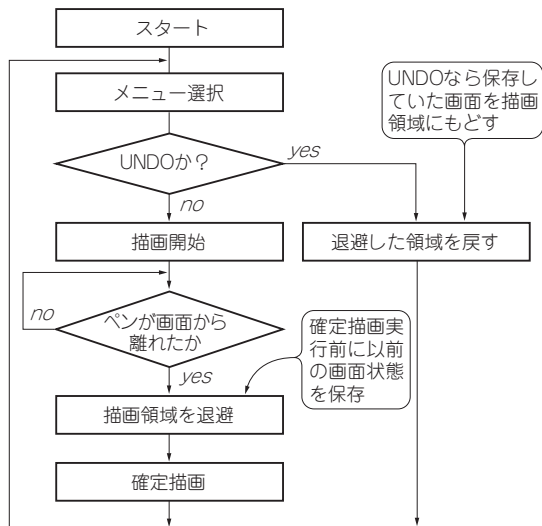 スタート
メニュー選択
UNDOなら保存し
ていた画面を描画
領域にもどす
UNDOか？
yes
no
描画開始
退避した領域を戻す
no
ペンが画面から
離れたか
確定描画実
行前に以前
の画面状態
を保存
yes
描画領域を退避
確定描画